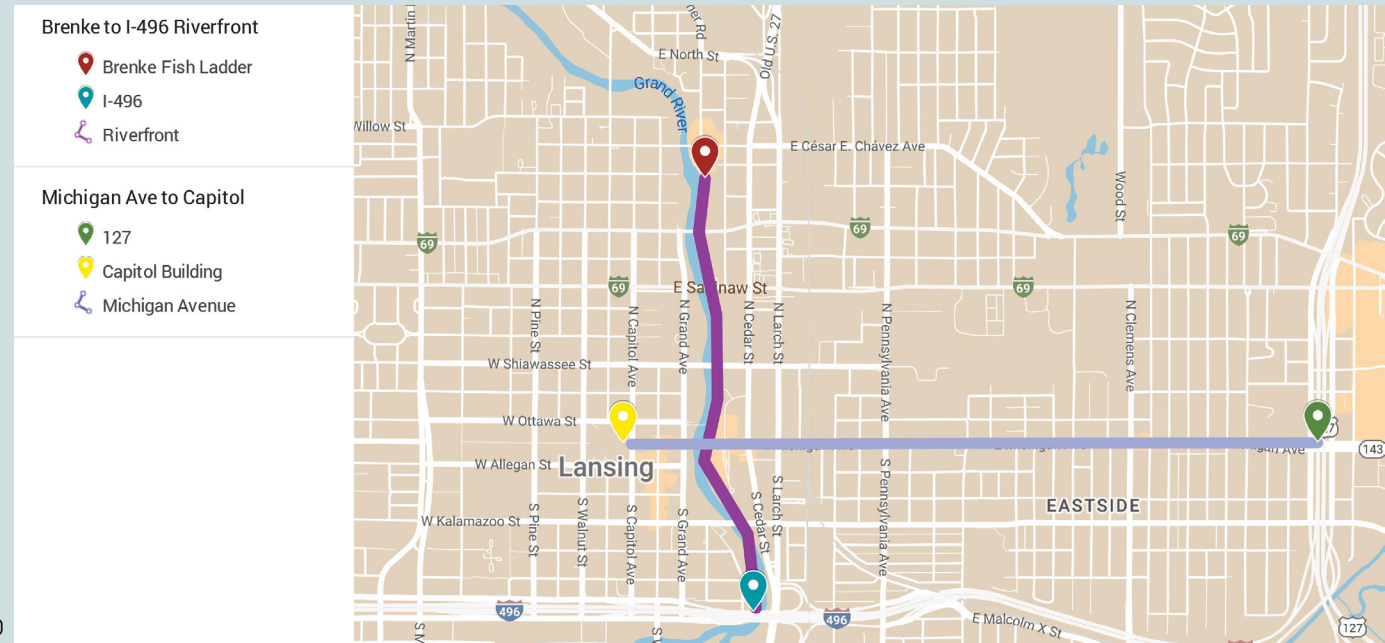 Brenke to I-496 Riverfront
Brenke Fish Ladder
I-496
Riverfront
Michigan Ave to Capitol
127
Capitol Building
Michigan Avenue
0
N Martin
E North St
Old U.S. 27
Grand River
Willow St
E César E. Chávez Ave
Wood St
69
69
69
69
69
E Saginaw St
N Pine St
N Capitol Ave
N Grand Ave
N Cedar St
N Larch St
N Pennsylvania Ave
N Clemens Ave
W Shiawassee St
W Ottawa St
W Allegan St
Lansing
143
EASTSIDE
W Kalamazoo St
S Pine St
S Walnut St
S Capitol Ave
S Grand Ave
S Cedar St
S Larch St
S Pennsylvania Ave
496
496
E Malcolm X St
127